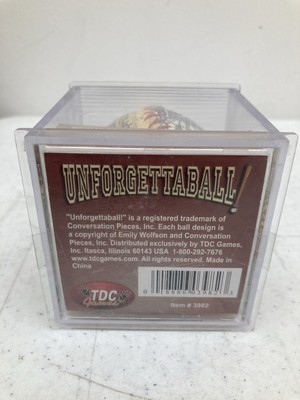 UNFORGETTABALL!
"Unforgettaball!" is a registered trademark of
Conversation Pieces, Inc. Each ball design is
a copyright of Emily Wolfson and Conversation
Pieces, Inc. Distributed exclusively by TDC Games,
Inc. Itasca, Illinois 60143 USA 1-800-292-7676
www.tdcgames.com. All rights reserved. Made in
China
TDC
Games
Item # 3982